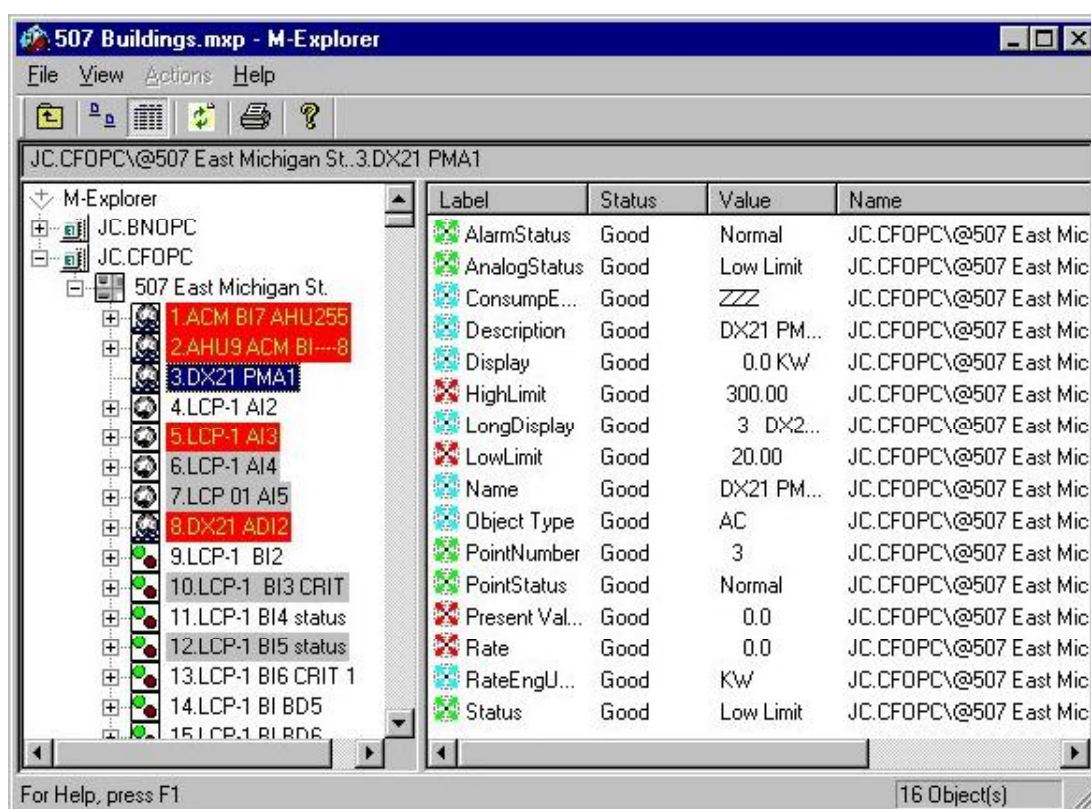 507 Buildings.mxp - M-Explorer
File View Actions Help
JC.CFOPC\@507 East Michigan St..3.DX21 PMA1
M-Explorer
JC.BNOPC
JC.CFOPC
507 East Michigan St.
1.ACM BI7 AHU255
2.AHU9 ACM BI----8
3.DX21 PMA1
4.LCP-1 AI2
5.LCP-1 AI3
6.LCP-1 AI4
7.LCP 01 AI5
8.DX21 ADI2
9.LCP-1 BI2
10.LCP-1 BI3 CRIT
11.LCP-1 BI4 status
12.LCP-1 BI5 status
13.LCP-1 BI6 CRIT 1
14.LCP-1 BI BD5
15.LCP-1 BI BD6
Label Status Value Name
AlarmStatus Good Normal JC.CFOPC\@507 East Mic
AnalogStatus Good Low Limit JC.CFOPC\@507 East Mic
ConsumpE... Good ZZZ JC.CFOPC\@507 East Mic
Description Good DX21 PM... JC.CFOPC\@507 East Mic
Display Good 0.0 KW JC.CFOPC\@507 East Mic
HighLimit Good 300.00 JC.CFOPC\@507 East Mic
LongDisplay Good 3 DX2... JC.CFOPC\@507 East Mic
LowLimit Good 20.00 JC.CFOPC\@507 East Mic
Name Good DX21 PM... JC.CFOPC\@507 East Mic
Object Type Good AC JC.CFOPC\@507 East Mic
PointNumber Good 3 JC.CFOPC\@507 East Mic
PointStatus Good Normal JC.CFOPC\@507 East Mic
Present Val... Good 0.0 JC.CFOPC\@507 East Mic
Rate Good 0.0 JC.CFOPC\@507 East Mic
RateEngU... Good KW JC.CFOPC\@507 East Mic
Status Good Low Limit JC.CFOPC\@507 East Mic
For Help, press F1
16 Object(s)